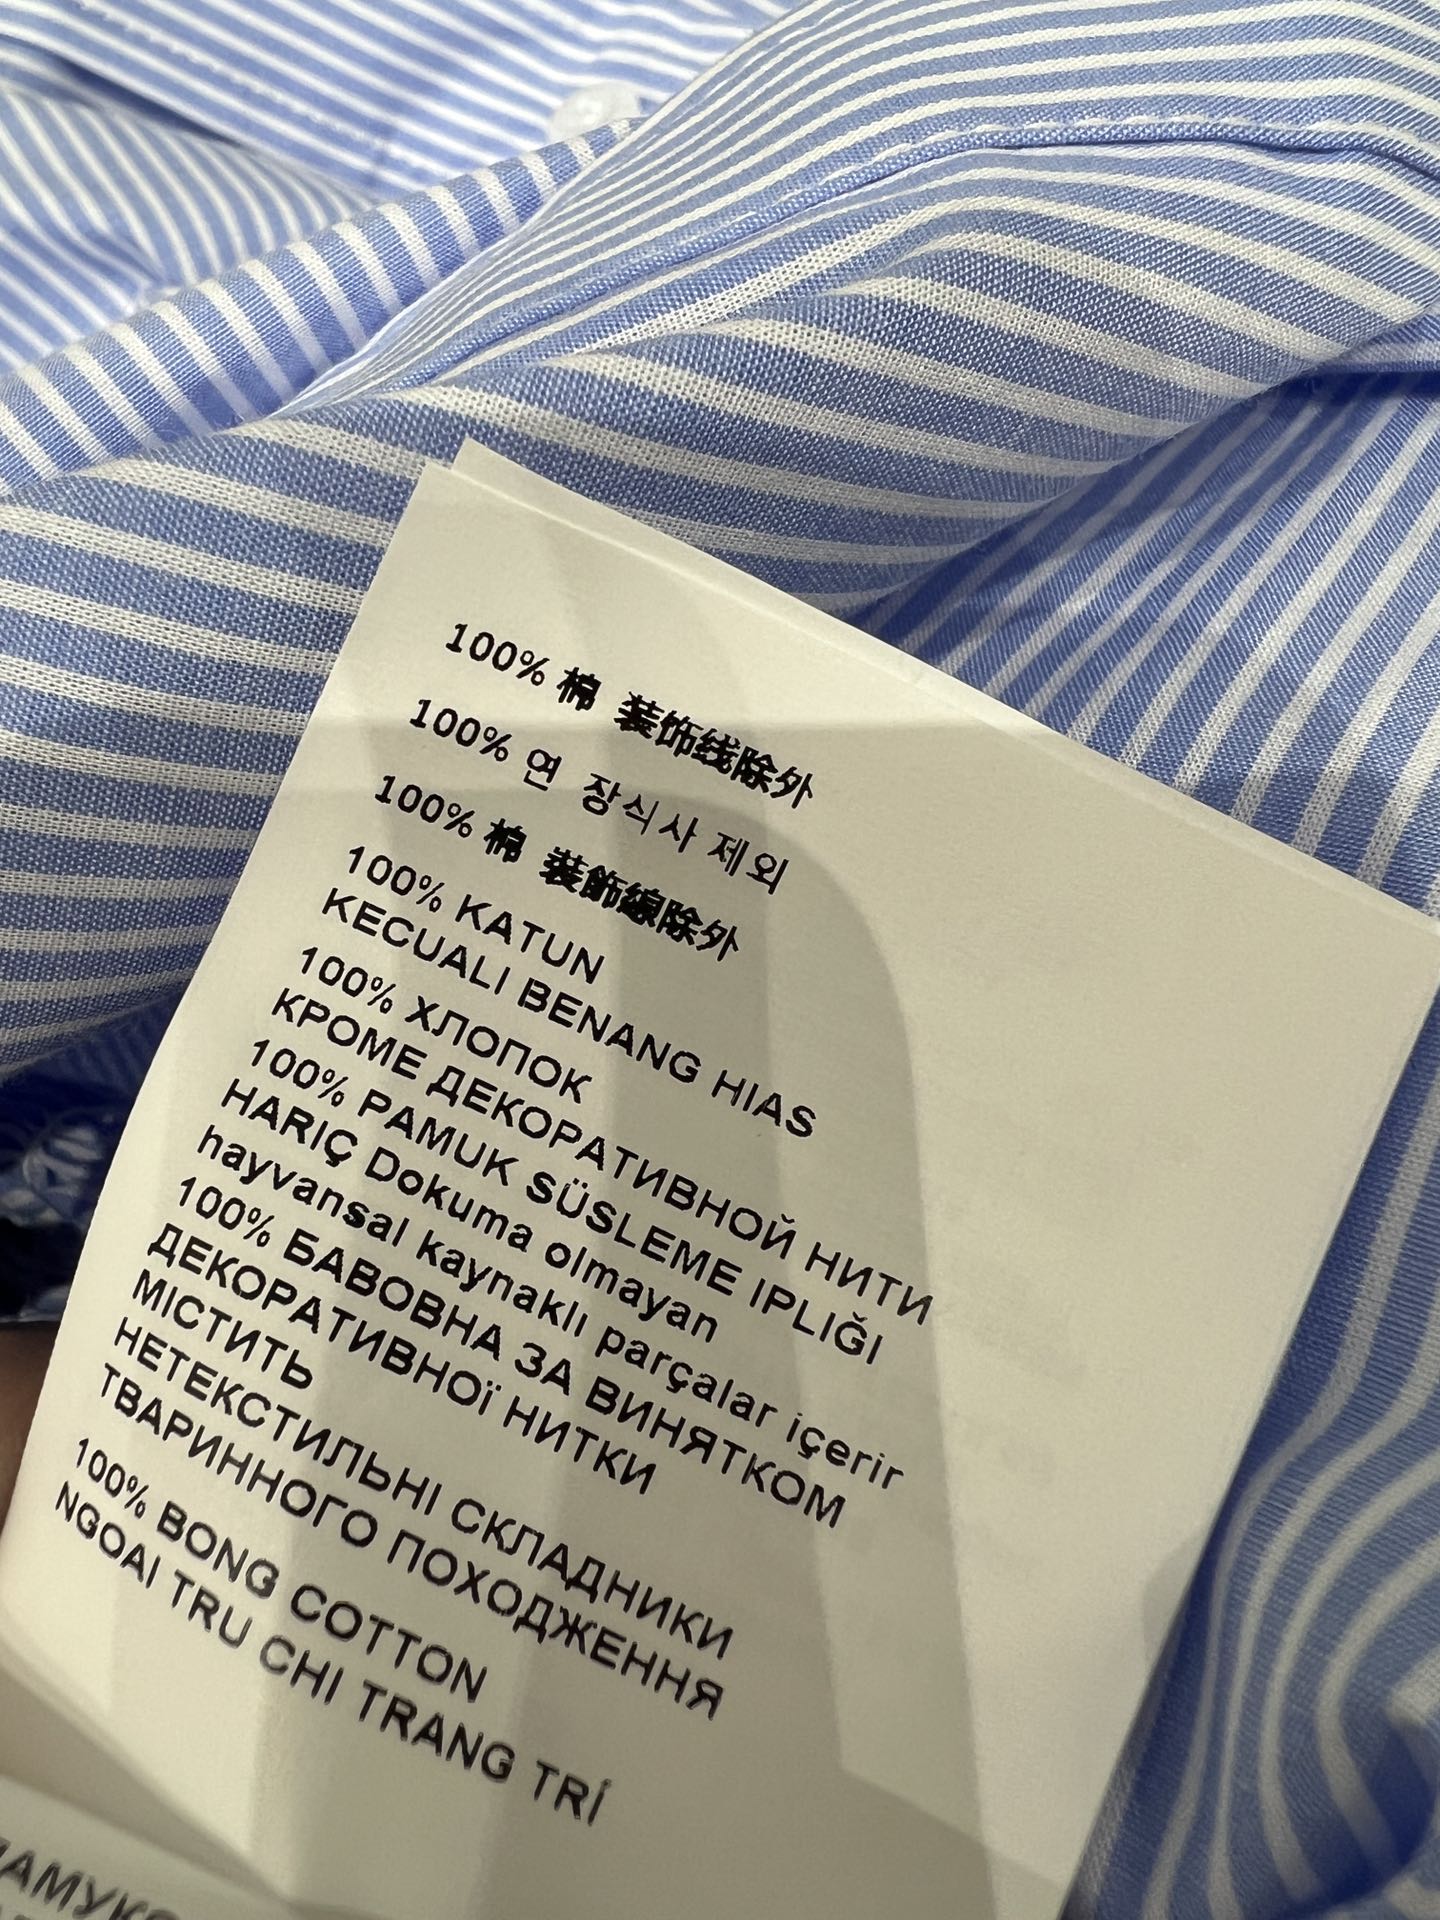 100% 棉 装饰线除外
100% 연 장식사 제외
100% 棉 裝飾線除外
100% KATUN
KECUALI BENANG HIAS
100% ХЛОПОК
КРОМЕ ДЕКОРАТИВНОЙ НИТИ
100% PAMUK SÜSLEME IPLIĞI
HARIÇ Dokuma olmayan
hayvansal kaynaklı parçalar içerir
100% БАВОВНА ЗА ВИНЯТКОМ
ДЕКОРАТИВНОї НИТКИ
МІСТИТЬ
НЕТЕКСТИЛЬНІ СКЛАДНИКИ
ТВАРИННОГО ПОХОДЖЕННЯ
100% BONG COTTON
NGOAI TRU CHI TRANG TRÍ